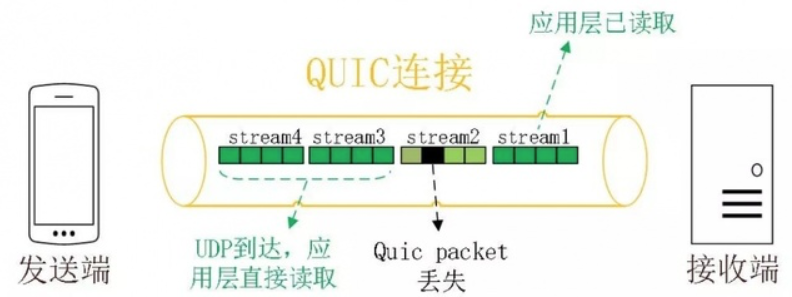 应用层已读取
QUIC连接
stream4 stream3 stream2 stream1
UDP到达，应
用层直接读取
Quic packet
丢失
发送端
接收端